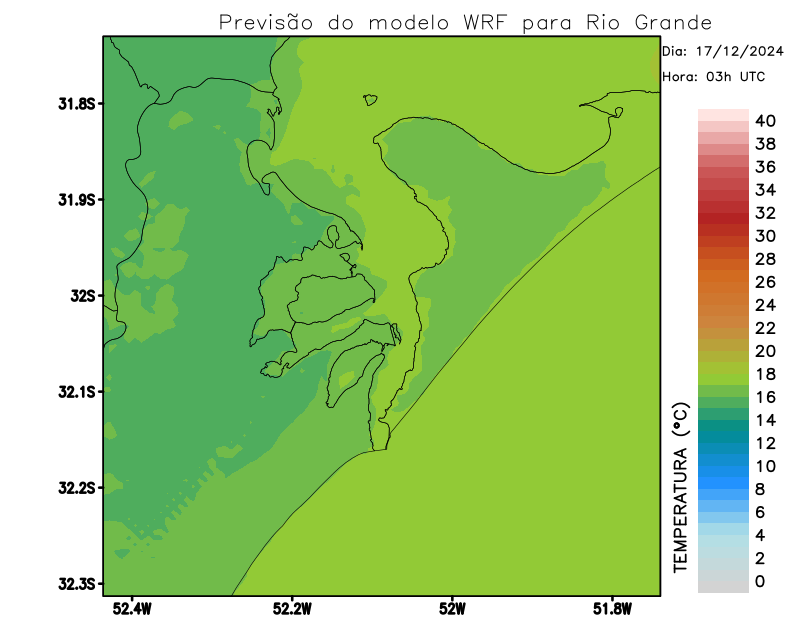 Previsão do modelo WRF para Rio Grande
Dia: 17/12/2024
Hora: 03h UTC
31.8S
31.9S
32S
32.1S
32.2S
32.3S
52.4W
52.2W
52W
51.8W
TEMPERATURA (°C)
40
38
36
34
32
30
28
26
24
22
20
18
16
14
12
10
8
6
4
2
0